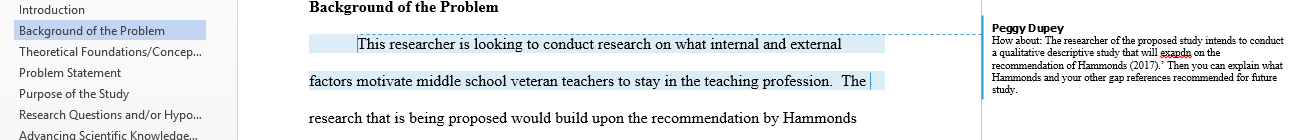 Introduction
Background of the Problem
Theoretical Foundations/Concep...
Problem Statement
Purpose of the Study
Research Questions and/or Hypo...
Advancing Scientific Knowledge...
Background of the Problem
This researcher is looking to conduct research on what internal and external
factors motivate middle school veteran teachers to stay in the teaching profession. The
research that is being proposed would build upon the recommendation by Hammonds
Peggy Dupey
How about: The researcher of the proposed study intends to conduct
a qualitative descriptive study that will exapdn on the
recommendation of Hammonds (2017).’ Then you can explain what
Hammonds and your other gap references recommended for future
study.